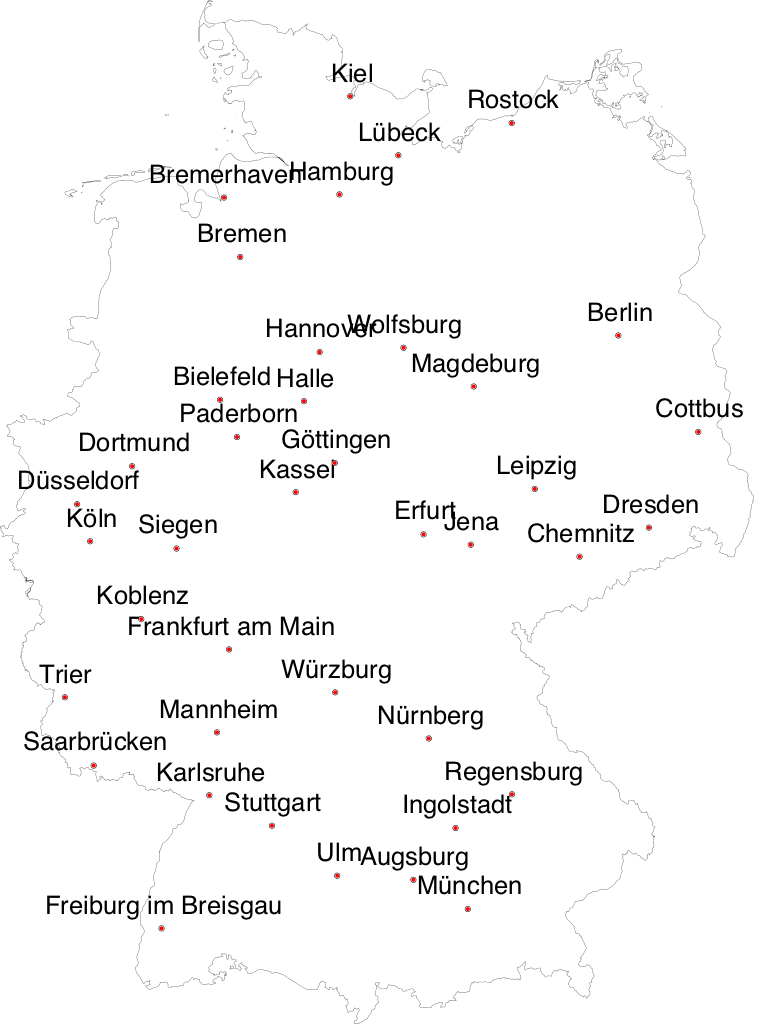 Kiel
Rostock
Lübeck
Bremerhaven
Hamburg
Bremen
Berlin
Hannover
Wolfsburg
Magdeburg
Bielefeld
Halle
Paderborn
Cottbus
Dortmund
Göttingen
Kassel
Leipzig
Düsseldorf
Dresden
Köln
Siegen
Erfurt
Jena
Chemnitz
Koblenz
Frankfurt am Main
Trier
Würzburg
Mannheim
Nürnberg
Saarbrücken
Karlsruhe
Regensburg
Stuttgart
Ingolstadt
Ulm
Augsburg
München
Freiburg im Breisgau